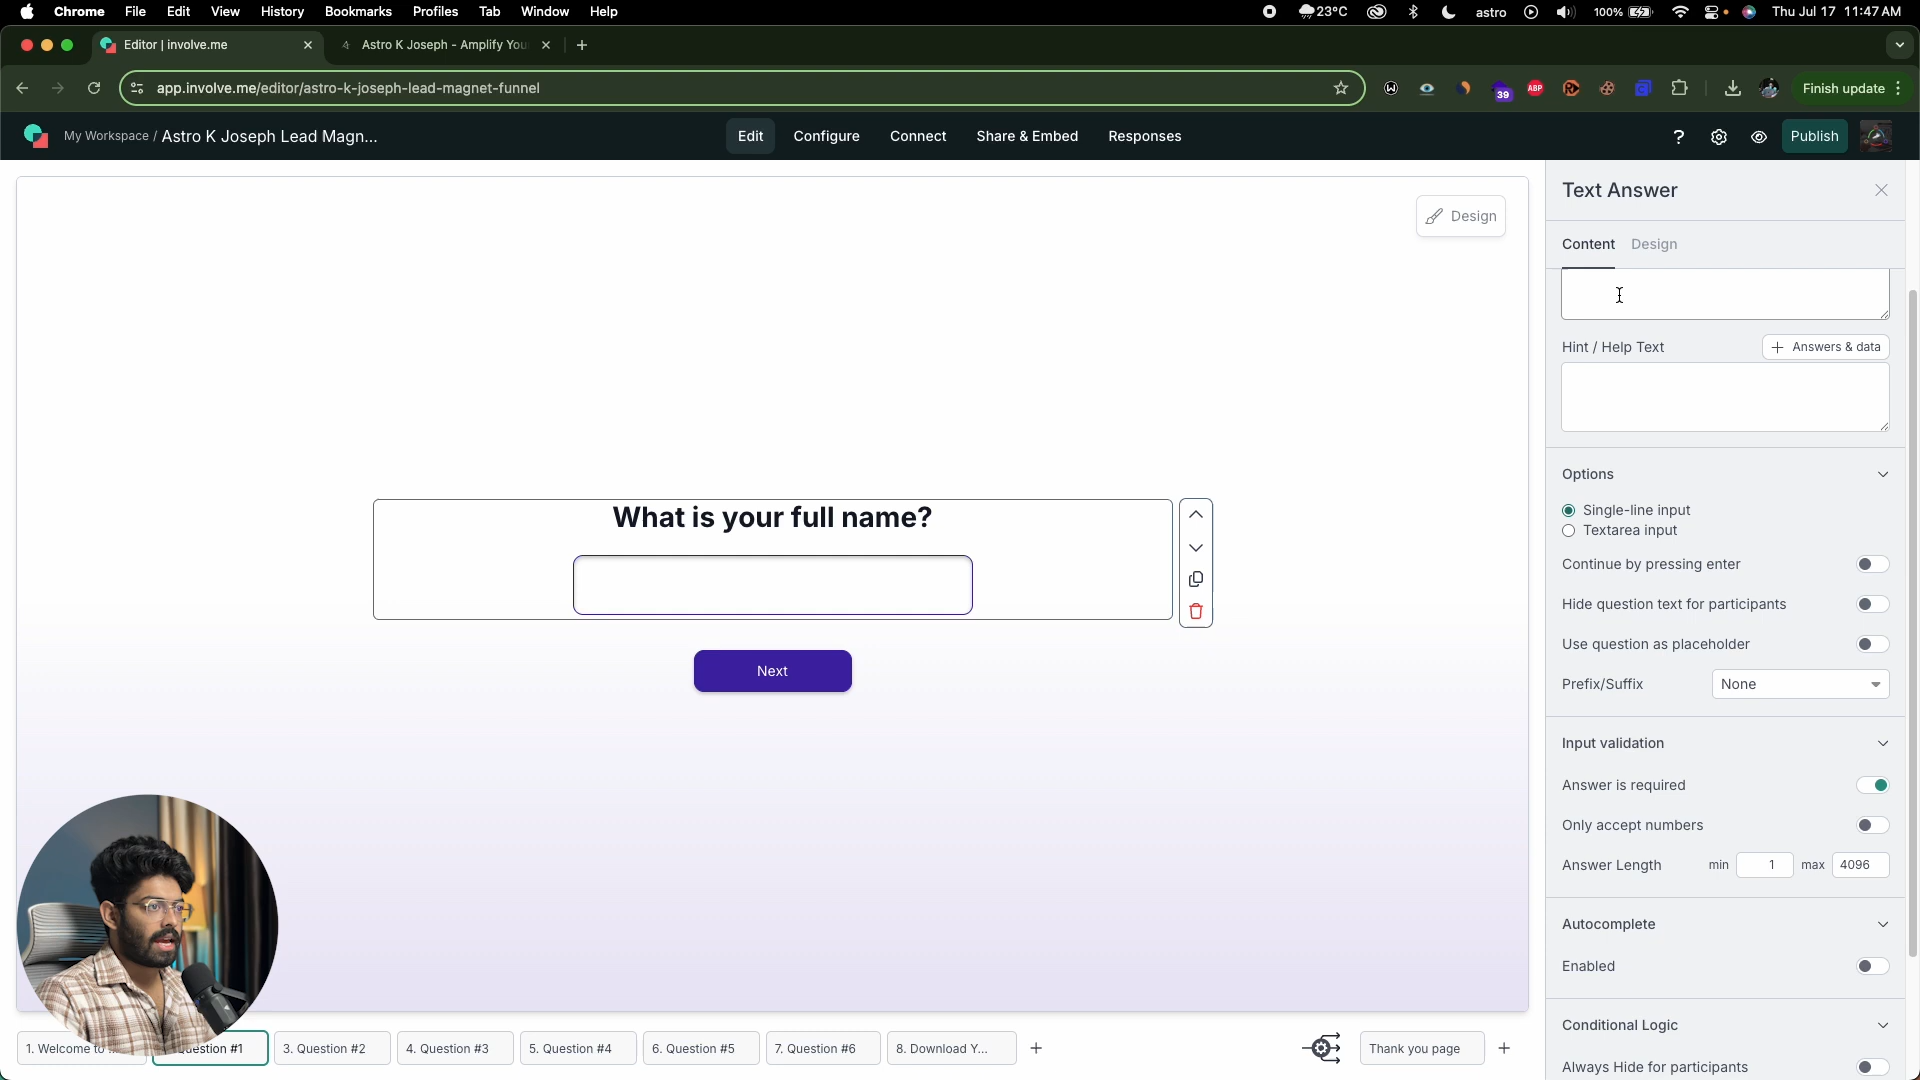 Chrome File Edit View History Bookmarks Profiles Tab Window Help 23°C astro 100% Thu Jul 17 11:47 AM
Editor | involve.me
Astro K Joseph - Amplify You
app.involve.me/editor/astro-k-joseph-lead-magnet-funnel
39
ABP
Finish update
My Workspace / Astro K Joseph Lead Magn...
Edit Configure Connect Share & Embed Responses
? Publish
Design
Text Answer
Content Design
Hint / Help Text
+ Answers & data
Options
Single-line input
Textarea input
Continue by pressing enter
Hide question text for participants
Use question as placeholder
Prefix/Suffix None
Input validation
Answer is required
Only accept numbers
Answer Length min 1 max 4096
Autocomplete
Enabled
Conditional Logic
Always Hide for participants
What is your full name?
Next
1. Welcome to
uestion #1
3. Question #2
4. Question #3
5. Question #4
6. Question #5
7. Question #6
8. Download Y...
+
Thank you page
+